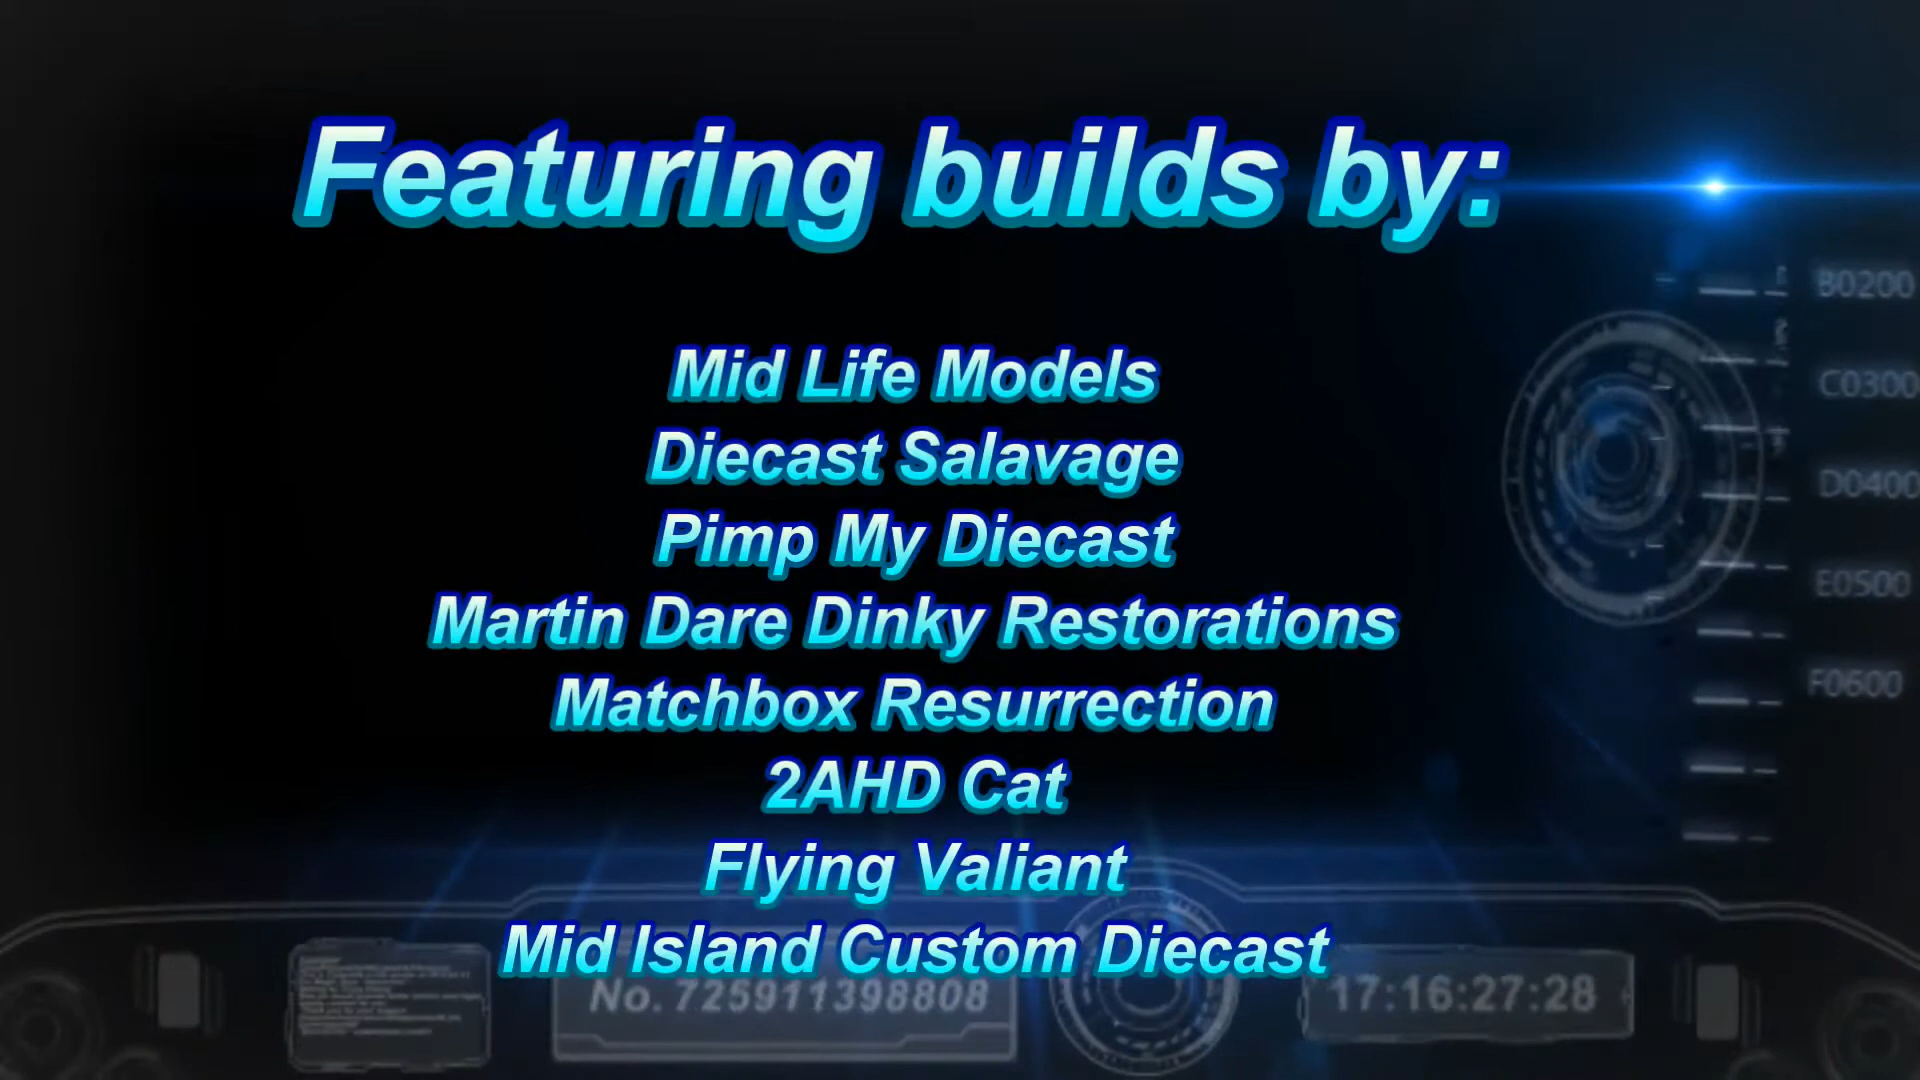 Featuring builds by:
Mid Life Models
Diecast Salavage
Pimp My Diecast
Martin Dare Dinky Restorations
Matchbox Resurrection
2AHD Cat
Flying Valiant
Mid Island Custom Diecast
B0200
C0300
D0400
E0500
F0600
No. 725911398808
17:16:27:28